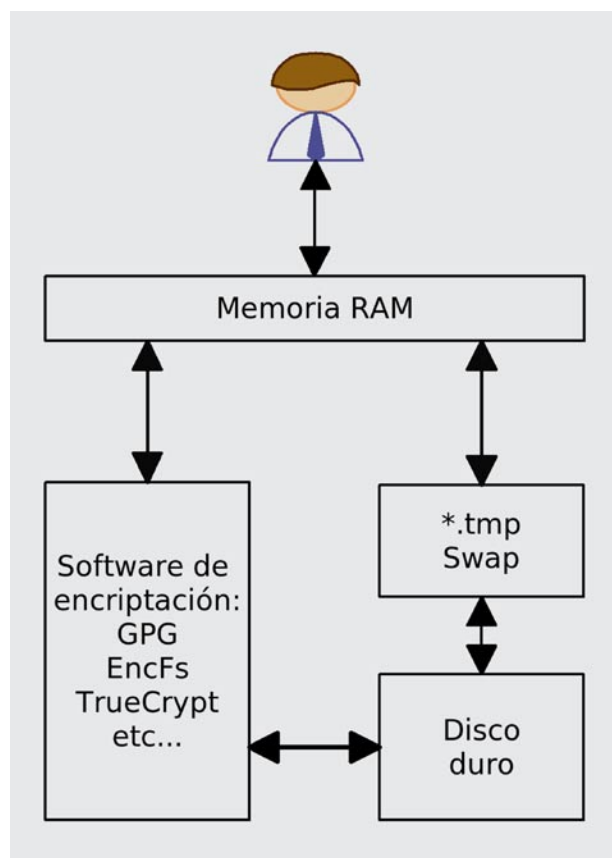 Memoria RAM
Software de
encriptación:
GPG
EncFs
TrueCrypt
etc...
*.tmp
Swap
Disco
duro